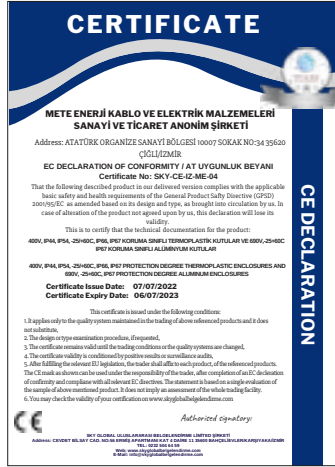 CERTIFICATE
METE ENERJİ KABLO VE ELEKTRİK MALZEMELERİ
SANAYİ VE TİCARET ANONİM ŞİRKETİ
Address: ATATÜRK ORGANİZE SANAYİ BÖLGESİ 10007 SOKAK NO:34 35620
ÇİĞLİ/İZMİR
EC DECLARATION OF CONFORMITY / AT UYGUNLUK BEYANI
Certificate No: SKY-CE-IZ-ME-04
That the following described product in our delivered version complies with the applicable
basic safety and health requirements of the General Product Safty Directive (GPSD)
2001/95/EC as amended based on its design and type, as brought into circulation by us. In
case of alteration of the product not agreed upon by us, this declaration will lose its
validity.
This is to certify that the technical documentation for the product:
400V, IP44, IP54, -25/+60C, IP66, IP67 KORUMA SINIFLI TERMOPLASTİK KUTULAR VE 690V,-25+60C
IP67 KORUMA SINIFLI ALÜMİNYUM KUTULAR
400V, IP44, IP54, -25/+60C, IP66, IP67 PROTECTION DEGREE THERMOPLASTIC ENCLOSURES AND
690V, -25+60C, IP67 PROTECTION DEGREE ALUMINUM ENCLOSURES
Certificate Issue Date: 07/07/2022
Certificate Expiry Date: 06/07/2023
This certificate is issued under the following conditions:
1. It applies only to the quality system maintained in the trading of above referenced products and it does
not substitute,
2. The design or type examination procedure, if requested,
3. The certificate remains valid until the trading conditions or the quality systems are changed,
4. The certificate validity is conditioned by positive results or surveillance audits,
5. After fulfilling the relevant EU legislation, the trader shall affix to each product, of the referenced products.
The CE mark as shown can be used under the responsibility of the trader, after completion of an EC declaration
of confirmity and complance with all relevant EC directives. The statement is based on a single evaluation of
the sample of above mentioned product. It does not imply an assessment of the whole trading facility.
6. You may check the validity of your certification on www.skyglobalbelgelendirme.com
CE
Authorized signatory:
SKY GLOBAL ULUSLARARASI BELGELENDİRME LİMİTED ŞİRKETİ
Web: www.skyglobalbelgelendirme.com
E-Mail: info@skyglobalbelgelendirme.com
CE DECLARATION